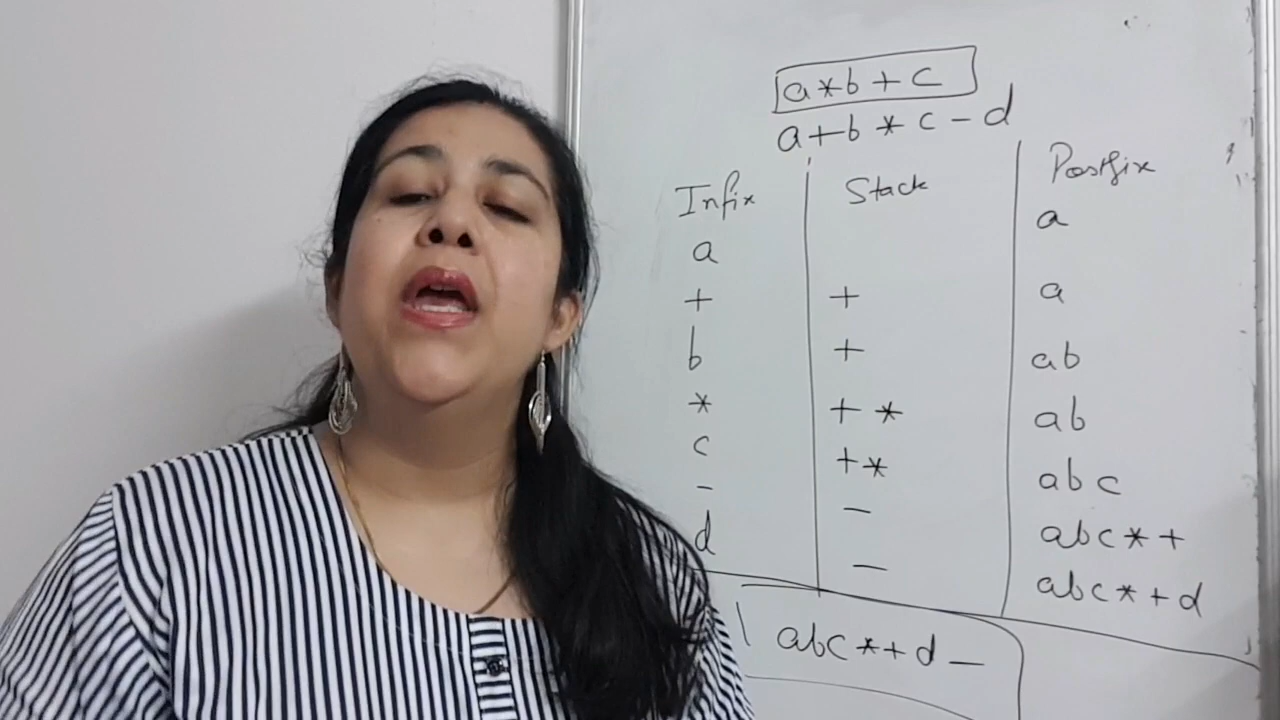 a*b+c
a+b*c-d
Infix Stack Postfix
a a
+ + a
b + ab
* +* ab
c +* abc
- - abc*+
d - abc*+d
abc*+d-